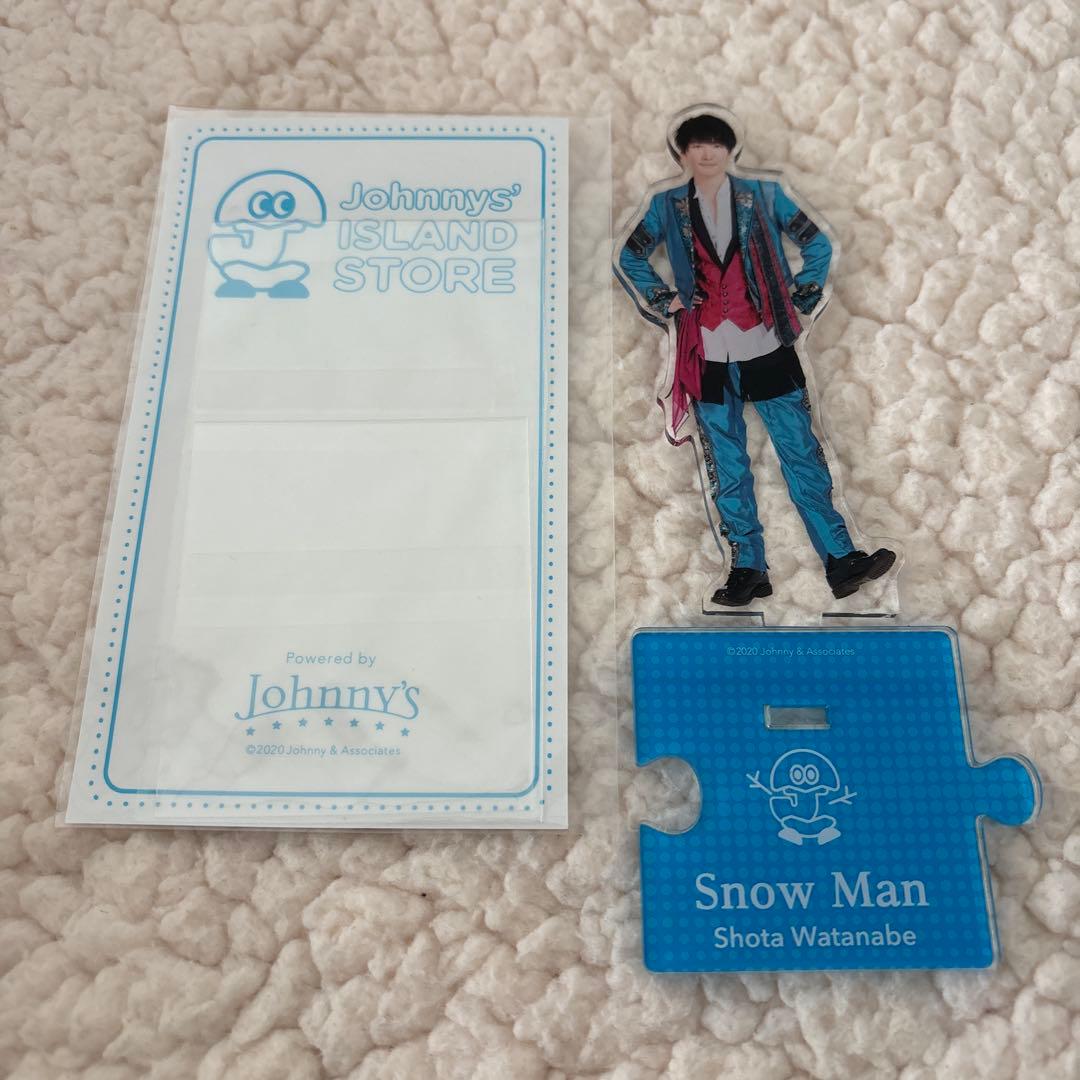 Johnnys'
ISLAND
STORE
Powered by
Johnny's
©2020 Johnny & Associates
©2020 Johnny & Associates
Snow Man
Shota Watanabe